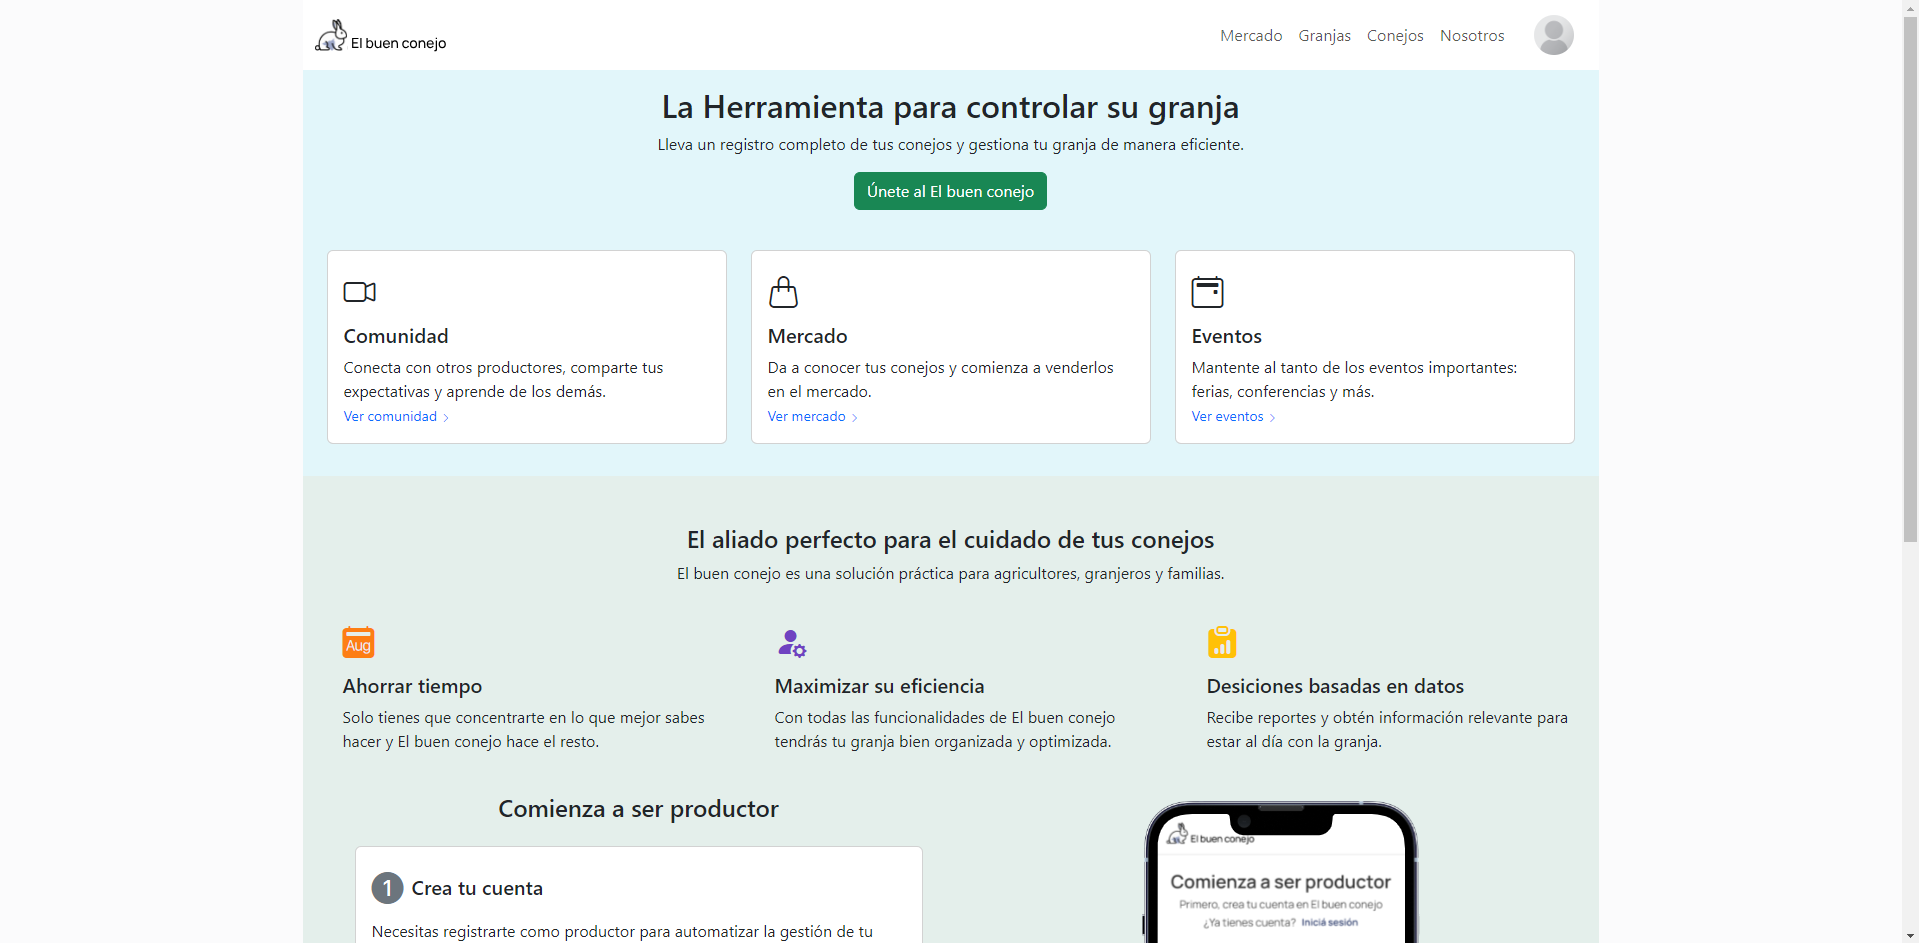 El buen conejo
Mercado Granjas Conejos Nosotros
La Herramienta para controlar su granja
Lleva un registro completo de tus conejos y gestiona tu granja de manera eficiente.
Únete al El buen conejo
Comunidad
Conecta con otros productores, comparte tus
expectativas y aprende de los demás.
Ver comunidad
Mercado
Da a conocer tus conejos y comienza a venderlos
en el mercado.
Ver mercado
Eventos
Mantente al tanto de los eventos importantes:
ferias, conferencias y más.
Ver eventos
El aliado perfecto para el cuidado de tus conejos
El buen conejo es una solución práctica para agricultores, granjeros y familias.
Aug
Ahorrar tiempo
Solo tienes que concentrarte en lo que mejor sabes
hacer y El buen conejo hace el resto.
Maximizar su eficiencia
Con todas las funcionalidades de El buen conejo
tendrás tu granja bien organizada y optimizada.
Desiciones basadas en datos
Recibe reportes y obtén información relevante para
estar al día con la granja.
Comienza a ser productor
1 Crea tu cuenta
Necesitas registrarte como productor para automatizar la gestión de tu
El buen conejo
Comienza a ser productor
Primero, crea tu cuenta en El buen conejo
¿Ya tienes cuenta? Iniciá sesión